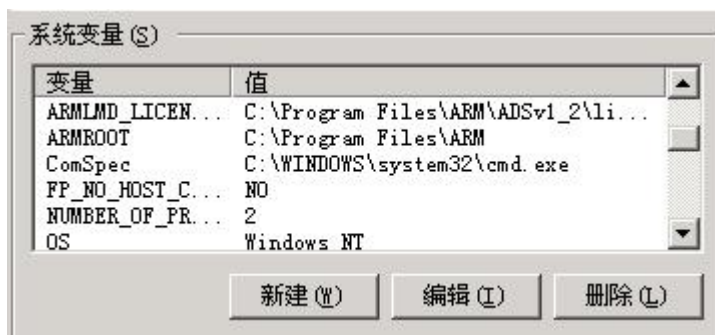 系统变量(S)
变量 值
ARMLMD_LICEN... C:\Program Files\ARM\ADSv1_2\li...
ARMROOT C:\Program Files\ARM
ComSpec C:\WINDOWS\system32\cmd.exe
FP_NO_HOST_C... NO
NUMBER_OF_PR... 2
OS Windows NT
新建(W) 编辑(I) 删除(L)